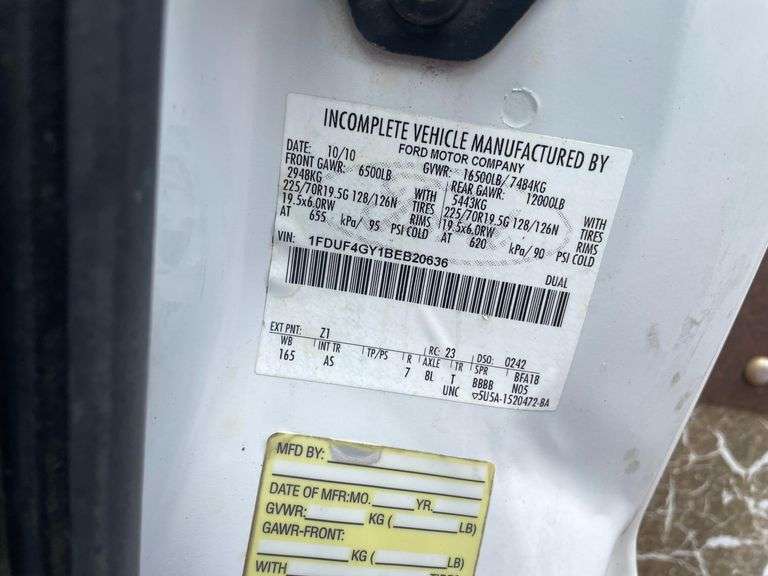 INCOMPLETE VEHICLE MANUFACTURED BY
FORD MOTOR COMPANY
DATE: 10/10 GVWR: 16500LB/ 7484KG
FRONT GAWR: 6500LB REAR GAWR: 12000LB
2948KG WITH 5443KG WITH
225/70R19.5G 128/126N TIRES 225/70R19.5G 128/126N TIRES
19.5x6.0RW RIMS 19.5x6.0RW RIMS
AT 655 kPa/ 95 PSI COLD AT 620 kPa/ 90 PSI COLD
VIN: 1FDUF4GY1BEB20636 DUAL
EXT PNT: Z1 RC: 23 DSO: 0242
WB INT TR TP/PS R AXLE TR SPR BFA18
165 AS 7 8L T BBBB N05
UNC ▽5U5A-1520472-BA
MFD BY:
DATE OF MFR:MO. YR.
GVWR: KG ( LB)
GAWR-FRONT:
KG ( LB)
WITH